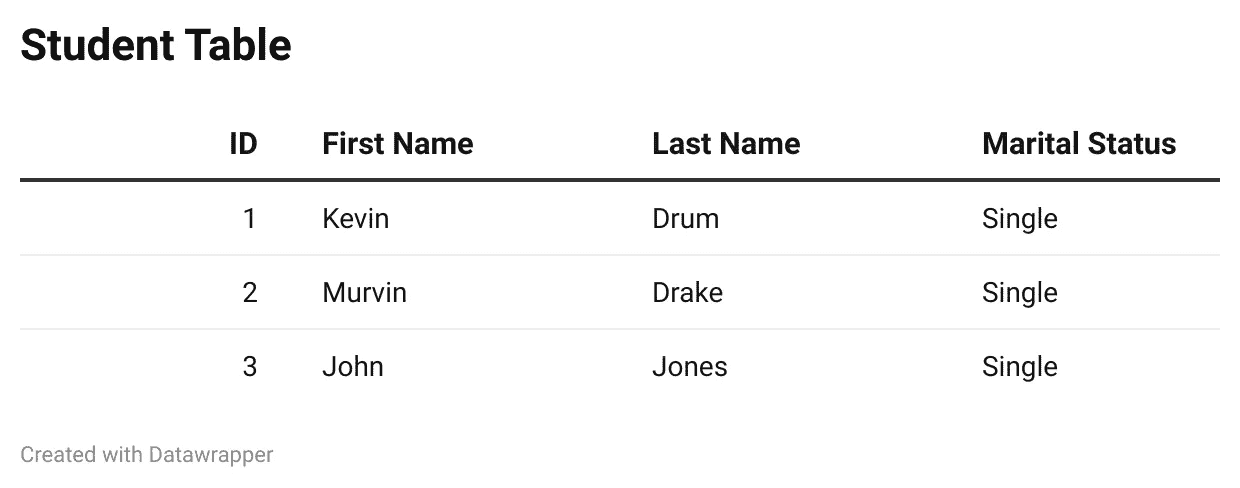 Student Table
ID First Name Last Name Marital Status
1 Kevin Drum Single
2 Murvin Drake Single
3 John Jones Single
Created with Datawrapper